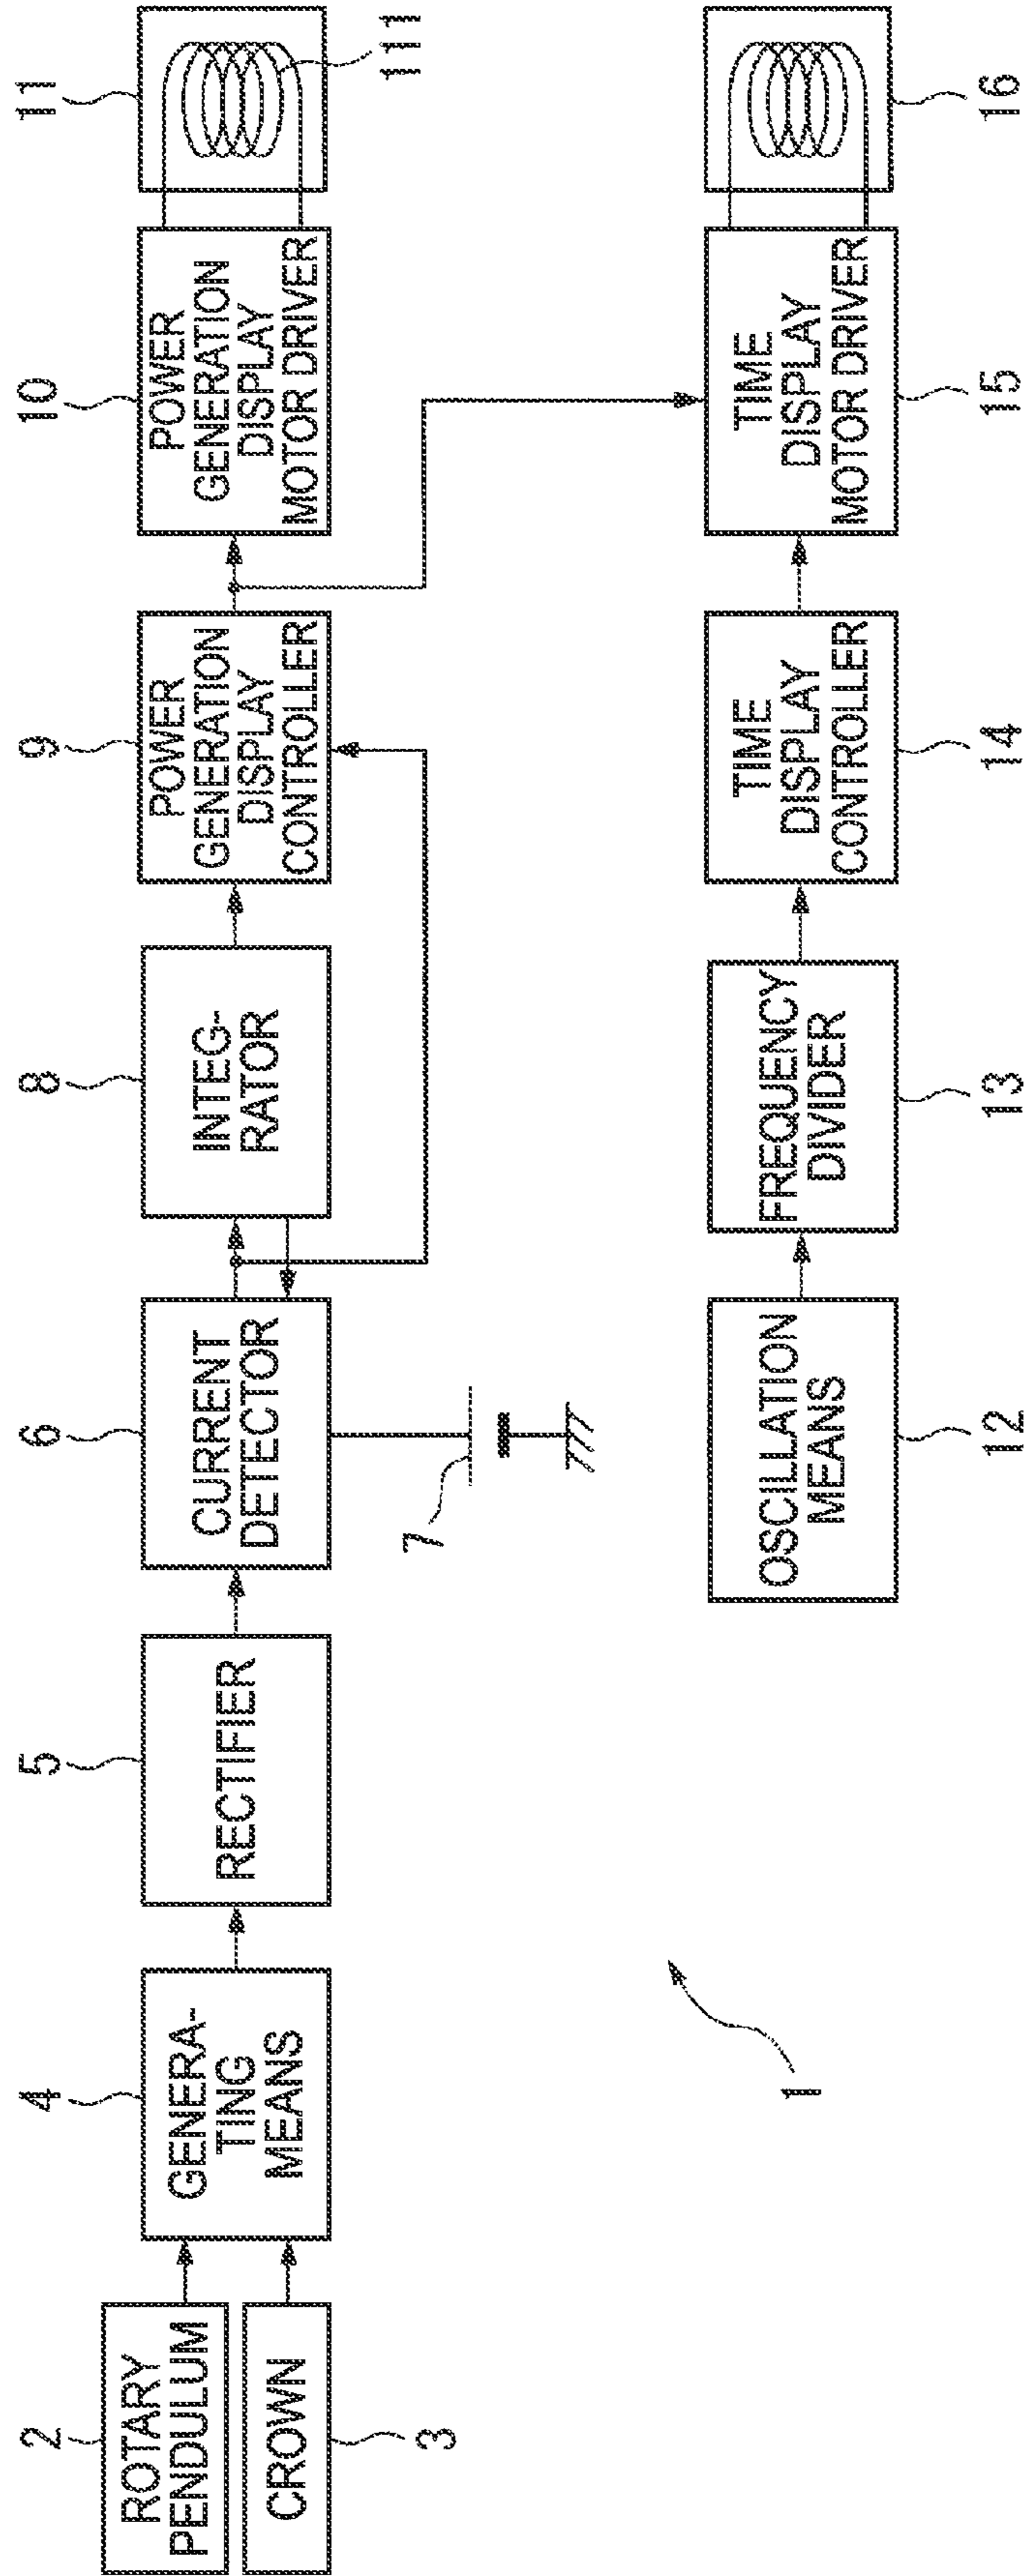 2
ROTARY
PENDULUM
CROWN
3
4
GENERA-
TING
MEANS
5
RECTIFIER
6
CURRENT
DETECTOR
7
8
INTEG-
RATOR
9
POWER
GENERATION
DISPLAY
CONTROLLER
10
POWER
GENERATION
DISPLAY
MOTOR DRIVER
11
111
1
OSCILLATION
MEANS
12
FREQUENCY
DIVIDER
13
TIME
DISPLAY
CONTROLLER
14
TIME
DISPLAY
MOTOR DRIVER
15
16